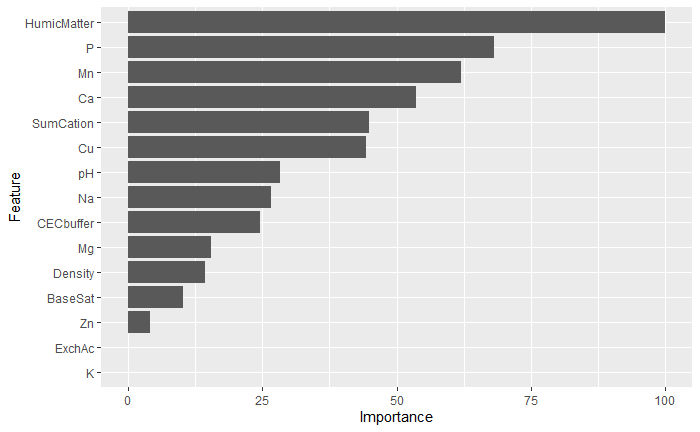 HumicMatter
P
Mn
Ca
SumCation
Cu
pH
Na
CECbuffer
Mg
Density
BaseSat
Zn
ExchAc
K
Feature
0 25 50 75 100
Importance